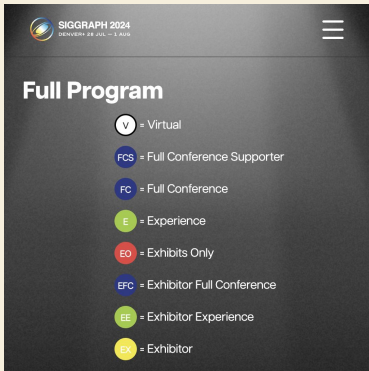 SIGGRAPH 2024
DENVER+ 28 JUL — 1 AUG
Full Program
V = Virtual
FCS = Full Conference Supporter
FC = Full Conference
E = Experience
EO = Exhibits Only
EFC = Exhibitor Full Conference
EE = Exhibitor Experience
EX = Exhibitor